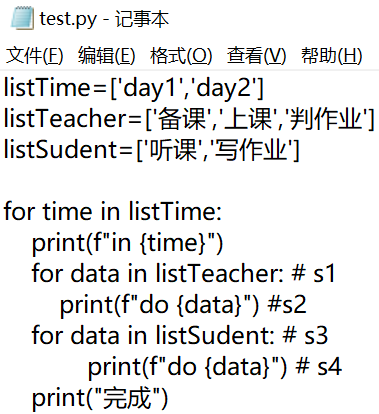 test.py - 记事本
文件(F) 编辑(E) 格式(O) 查看(V) 帮助(H)
listTime=['day1','day2']
listTeacher=['备课','上课','判作业']
listSudent=['听课','写作业']

for time in listTime:
    print(f"in {time}")
    for data in listTeacher: # s1
        print(f"do {data}") #s2
    for data in listSudent: # s3
            print(f"do {data}") # s4
    print("完成")